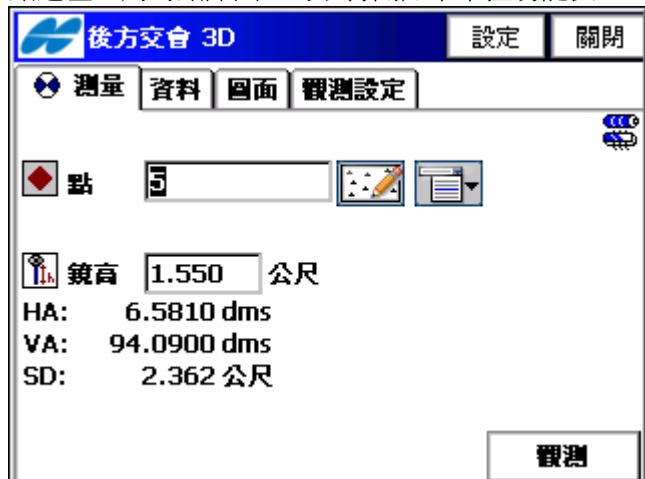 後方交會 3D 設定 關閉
測量 資料 圖面 觀測設定
點 5
鏡高 1.550 公尺
HA: 6.5810 dms
VA: 94.0900 dms
SD: 2.362 公尺
觀測